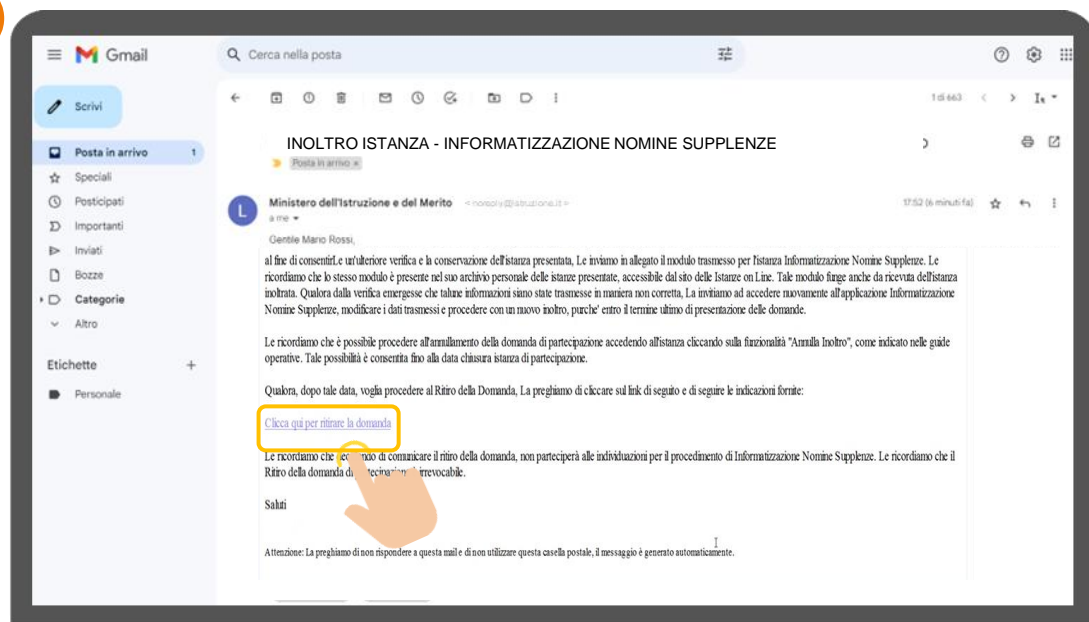 Gmail
Cerca nella posta
Scrivi
1 di 663
Posta in arrivo 1
Speciali
Posticipati
Importanti
Inviati
Bozze
Categorie
Altro
Etichette +
Personale
INOLTRO ISTANZA - INFORMATIZZAZIONE NOMINE SUPPLENZE
Posta in arrivo x
Ministero dell'Istruzione e del Merito <noreply@istruzione.it>
17:52 (6 minuti fa)
a me
L
Gentile Mario Rossi,
al fine di consentirLe un'ulteriore verifica e la conservazione dell'istanza presentata, Le inviamo in allegato il modulo trasmesso per l'istanza Informatizzazione Nomine Supplenze. Le
ricordiamo che lo stesso modulo è presente nel suo archivio personale delle istanze presentate, accessibile dal sito delle Istanze on Line. Tale modulo funge anche da ricevuta dell'istanza
inoltrata. Qualora dalla verifica emergesse che talune informazioni siano state trasmesse in maniera non corretta, La invitiamo ad accedere nuovamente all'applicazione Informatizzazione
Nomine Supplenze, modificare i dati trasmessi e procedere con un nuovo inoltro, purche' entro il termine ultimo di presentazione delle domande.
Le ricordiamo che è possibile procedere all'annullamento della domanda di partecipazione accedendo all'istanza cliccando sulla funzionalità "Annulla Inoltro", come indicato nelle guide
operative. Tale possibilità è consentita fino alla data chiusura istanza di partecipazione.
Qualora, dopo tale data, voglia procedere al Ritiro della Domanda, La preghiamo di cliccare sul link di seguito e di seguire le indicazioni fornite:
Clicca qui per ritirare la domanda
Le ricordiamo che di comunicare il ritiro della domanda, non parteciperà alle individuazioni per il procedimento di Informatizzazione Nomine Supplenze. Le ricordiamo che il
Ritiro della domanda di irrevocabile.
Saluti
Attenzione: La preghiamo di non rispondere a questa mail e di non utilizzare questa casella postale, il messaggio è generato automaticamente.